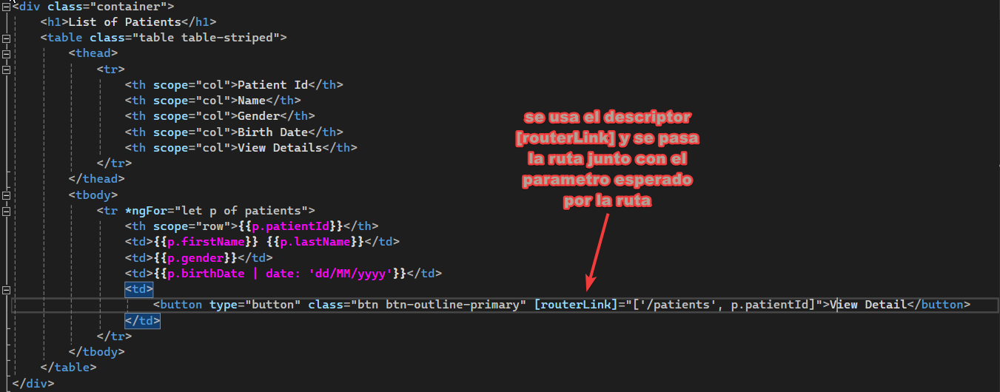 <div class="container">
<h1>List of Patients</h1>
<table class="table table-striped">
<thead>
<tr>
<th scope="col">Patient Id</th>
<th scope="col">Name</th>
<th scope="col">Gender</th>
<th scope="col">Birth Date</th>
<th scope="col">View Details</th>
</tr>
</thead>
<tbody>
<tr *ngFor="let p of patients">
<th scope="row">{{p.patientId}}</th>
<td>{{p.firstName}} {{p.lastName}}</td>
<td>{{p.gender}}</td>
<td>{{p.birthDate | date: 'dd/MM/yyyy'}}</td>
<td>
<button type="button" class="btn btn-outline-primary" [routerLink]="['/patients', p.patientId]">View Detail</button>
</td>
</tr>
</tbody>
</table>
</div>
se usa el descriptor
[routerLink] y se pasa
la ruta junto con el
parametro esperado
por la ruta